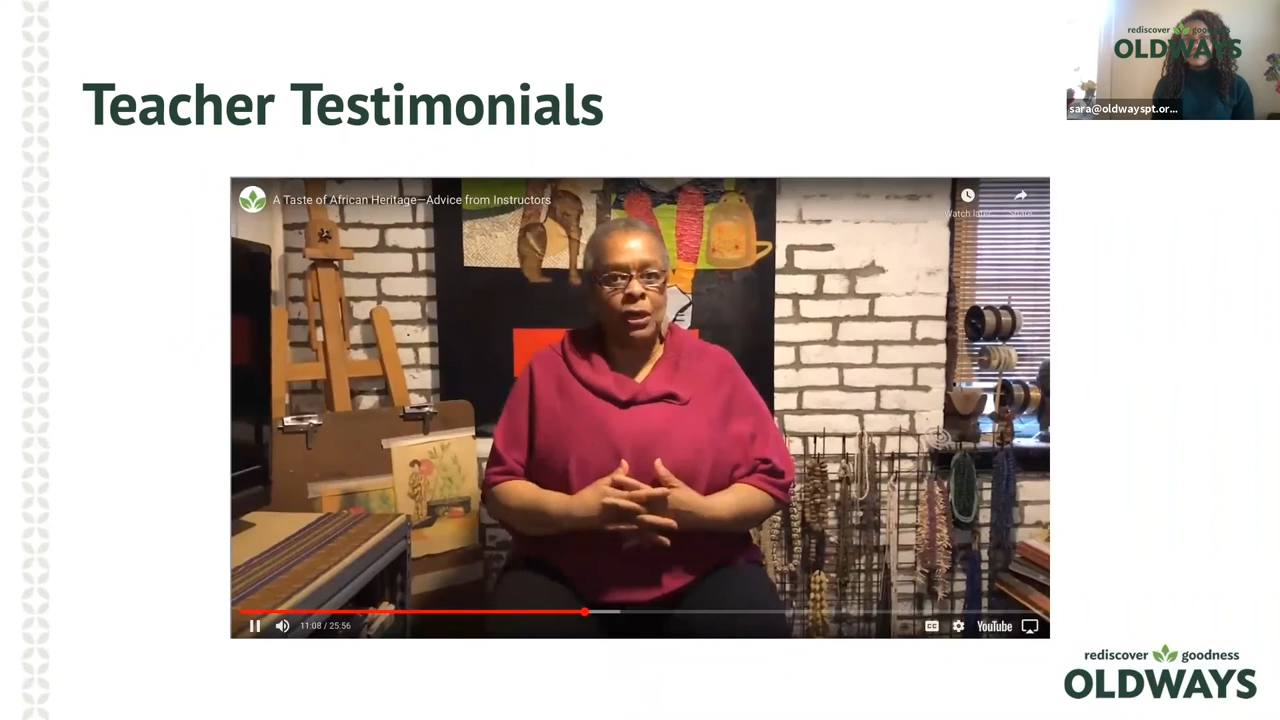 rediscover goodness
OLDWAYS
sara@oldwayspt.or...
Teacher Testimonials
A Taste of African Heritage—Advice from Instructors
Watch later
Share
11:08 / 25:56
CC
YouTube
rediscover goodness
OLDWAYS